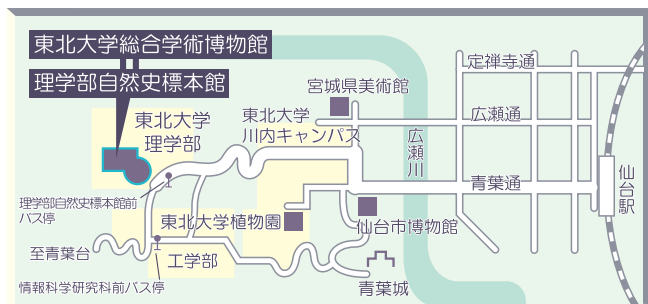 東北大学総合学術博物館
理学部自然史標本館
東北大学
理学部
宮城県美術館
東北大学
川内キャンパス
広瀬川
定禅寺通
広瀬通
青葉通
仙台駅
理学部自然史標本館前
バス停
東北大学植物園
仙台市博物館
至青葉台
工学部
青葉城
情報科学研究科前バス停